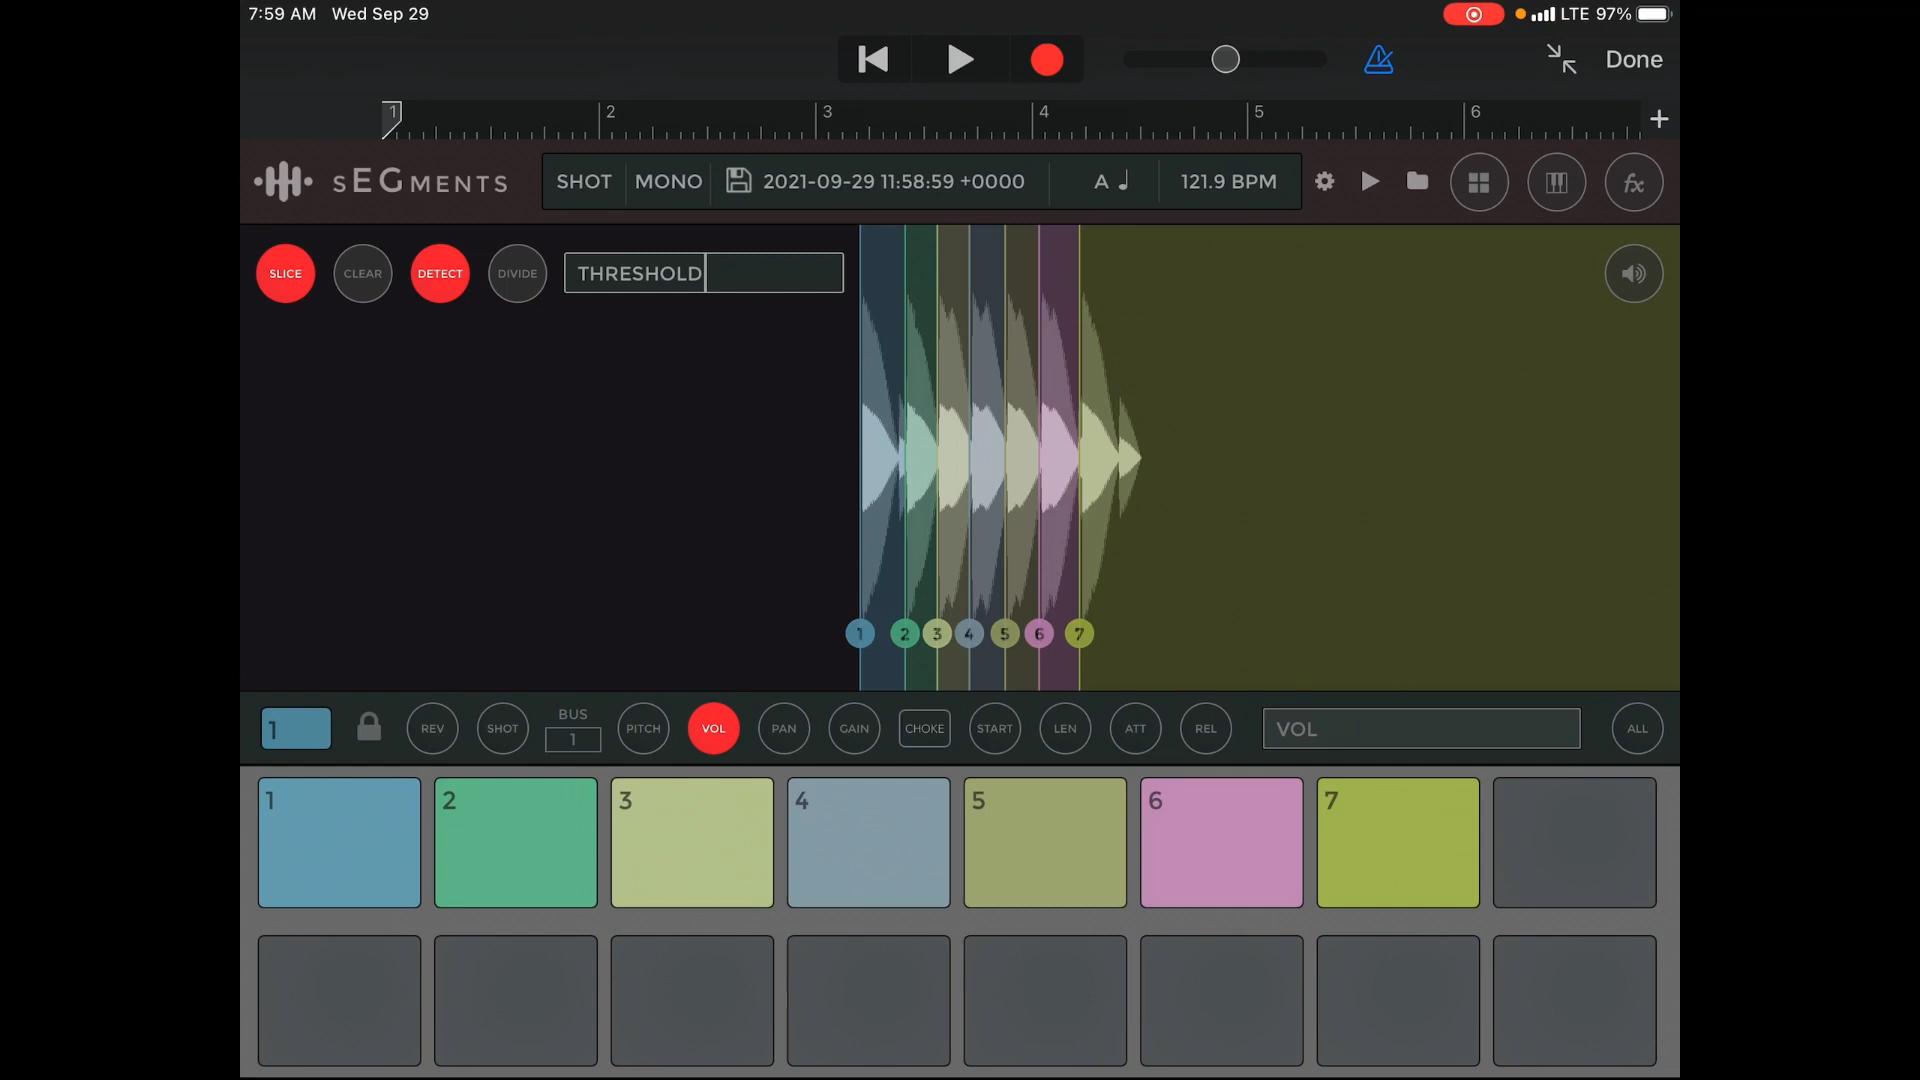 7:59 AM Wed Sep 29
LTE 97%
Done
1 2 3 4 5 6
sEGMENTS
SHOT MONO 2021-09-29 11:58:59 +0000 A 121.9 BPM fx
SLICE CLEAR DETECT DIVIDE THRESHOLD
1 2 3 4 5 6 7
BUS
1 REV SHOT 1 PITCH VOL PAN GAIN CHOKE START LEN ATT REL VOL ALL
1 2 3 4 5 6 7